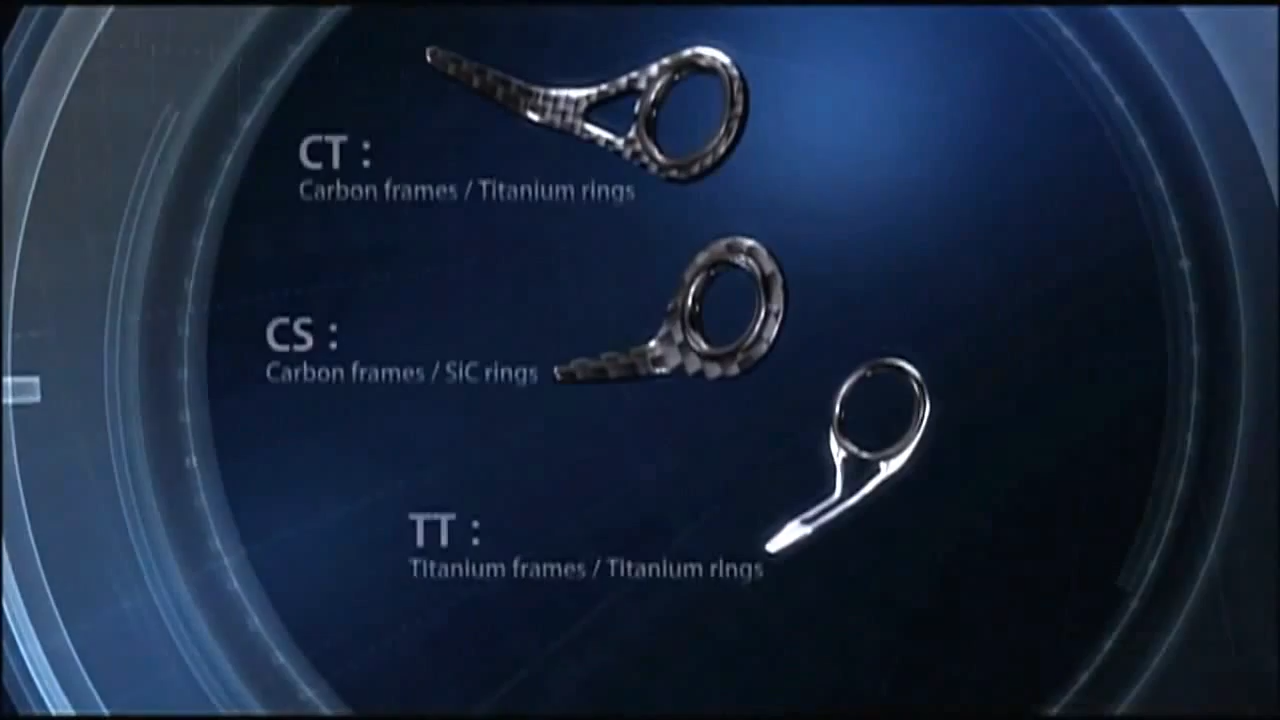 CT :
Carbon frames / Titanium rings
CS :
Carbon frames / SiC rings
TT :
Titanium frames / Titanium rings